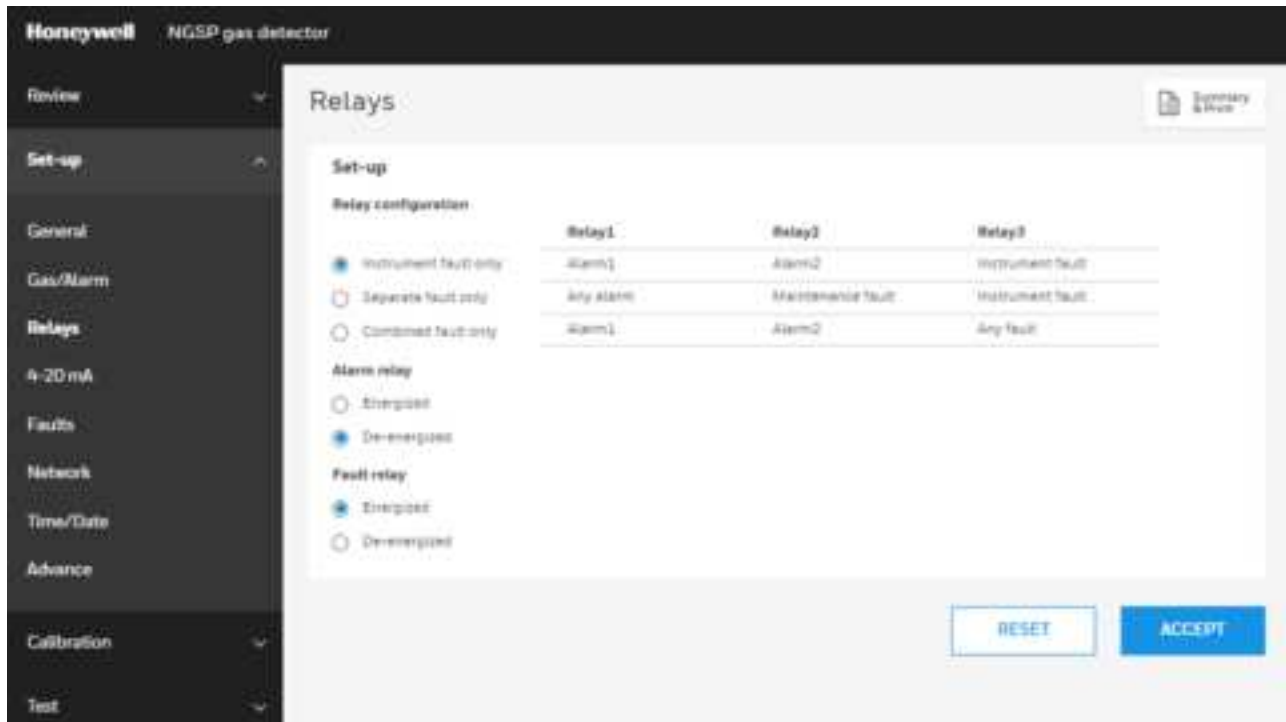 Honeywell NGSP gas detector
Review
Relays
Summary & Print
Set-up
Set-up
Relay configuration
General
Relay1 Relay2 Relay3
Instrument fault only Alarm1 Alarm2 Instrument fault
Gas/Alarm
Separate fault only Any alarm Maintenance fault Instrument fault
Relays
Combined fault only Alarm1 Alarm2 Any fault
Alarm relay
4-20 mA
Energized
Faults
De-energized
Network
Fault relay
Energized
Time/Date
De-energized
Advance
RESET ACCEPT
Calibration
Test